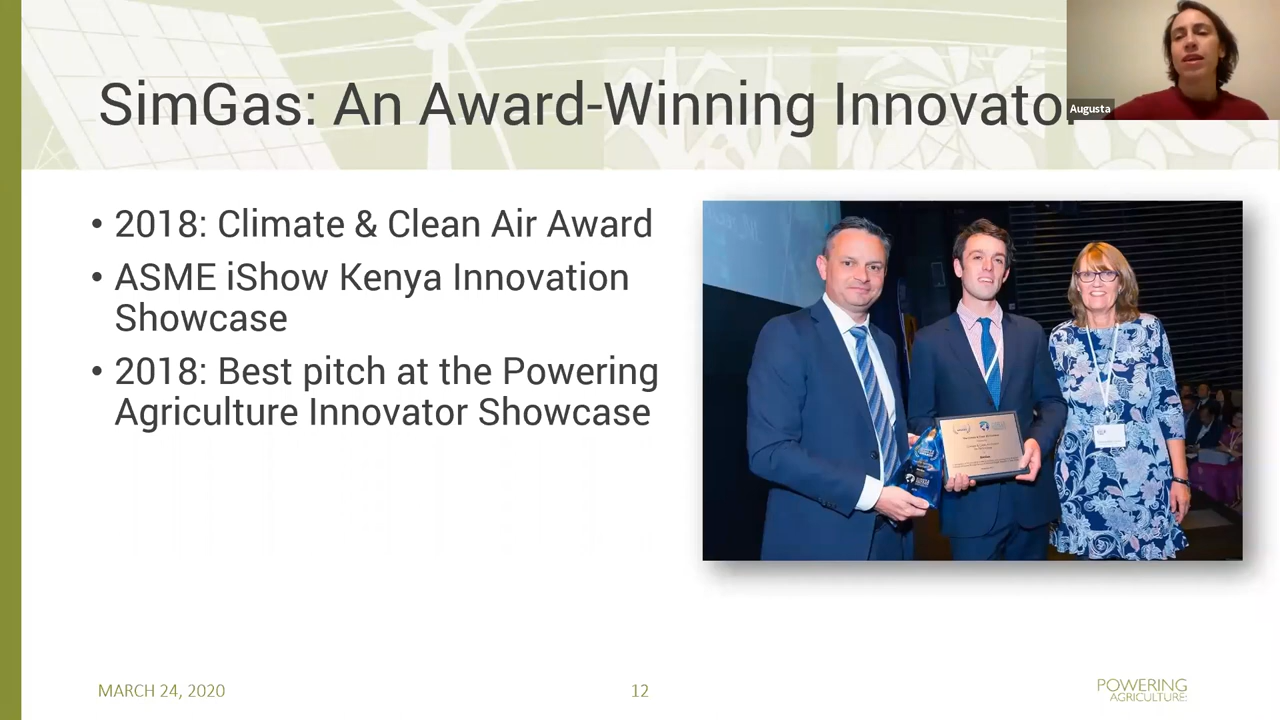 SimGas: An Award-Winning Innovator
Augusta
• 2018: Climate & Clean Air Award
• ASME iShow Kenya Innovation
Showcase
• 2018: Best pitch at the Powering
Agriculture Innovator Showcase
MARCH 24, 2020
12
POWERING
AGRICULTURE: